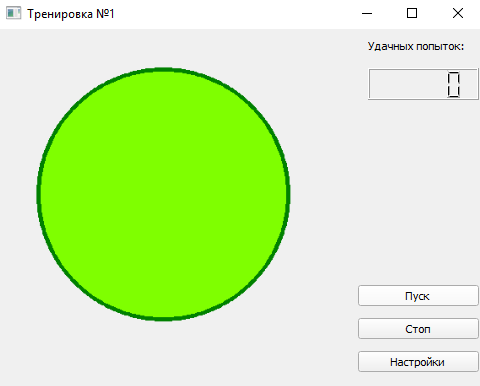 Тренировка №1
Удачных попыток:
0
Пуск
Стоп
Настройки